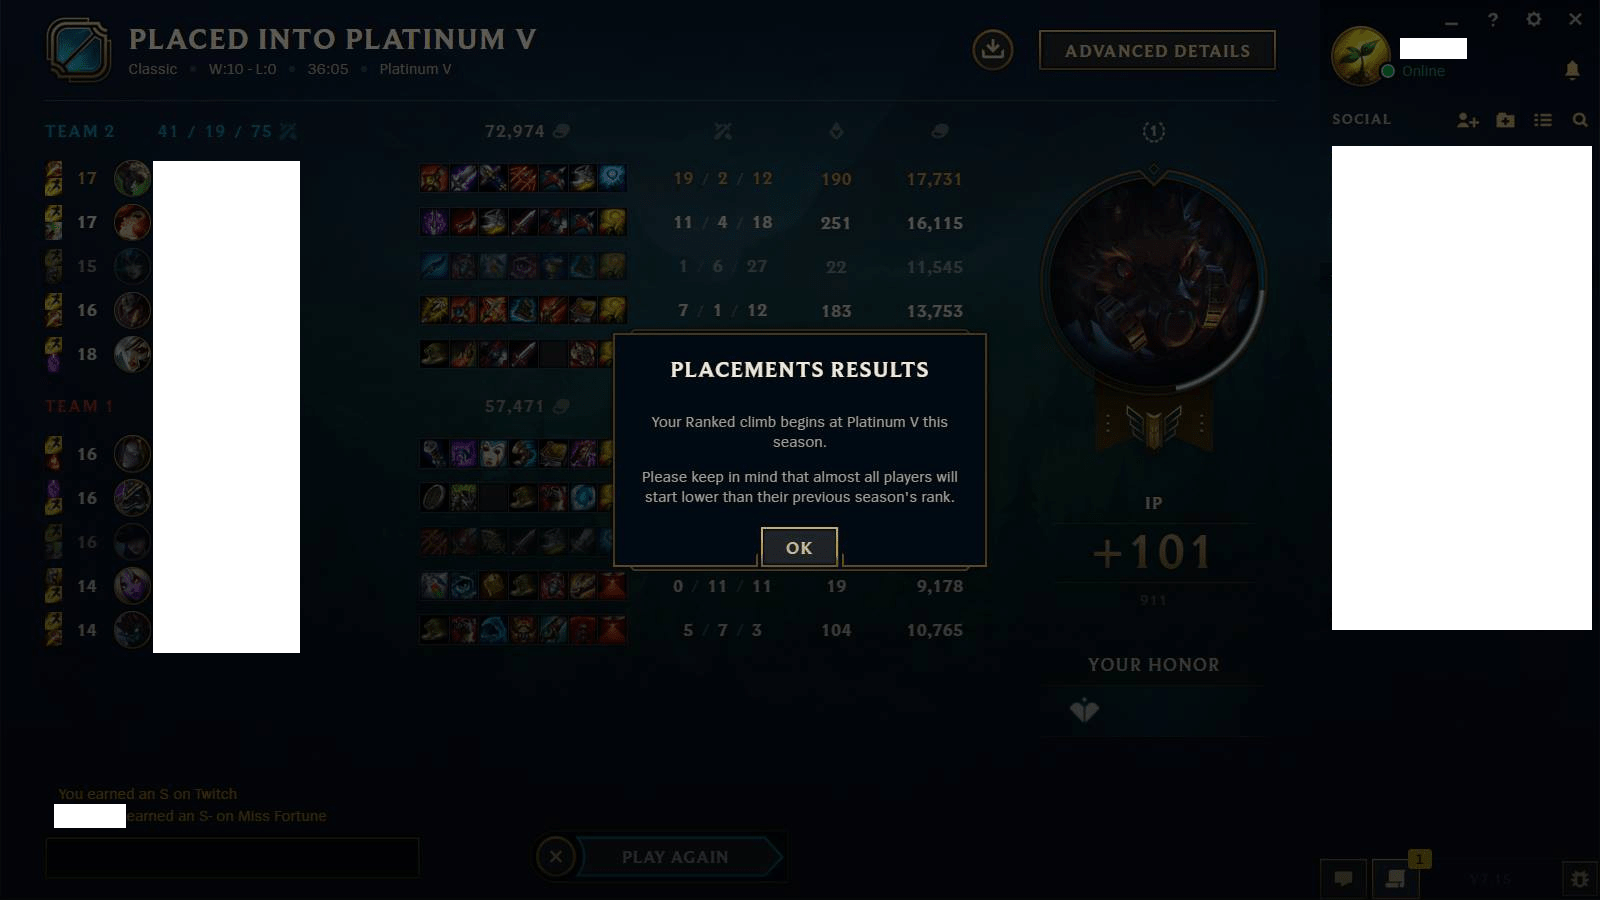 PLACED INTO PLATINUM V
Classic • W:10 - L:0 • 36:05 • Platinum V
ADVANCED DETAILS
Online
SOCIAL
TEAM 2 41 / 19 / 75 72,974
1
17 19 / 2 / 12 190 17,731
17 11 / 4 / 18 251 16,115
15 1 / 6 / 27 22 11,545
16 7 / 1 / 12 183 13,753
18
TEAM 1 57,471
16
16
16
14 0 / 11 / 11 19 9,178
14 5 / 7 / 3 104 10,765
PLACEMENTS RESULTS
Your Ranked climb begins at Platinum V this
season.
Please keep in mind that almost all players will
start lower than their previous season's rank.
OK
IP
+101
911
YOUR HONOR
You earned an S on Twitch
earned an S- on Miss Fortune
PLAY AGAIN
1
V7.15